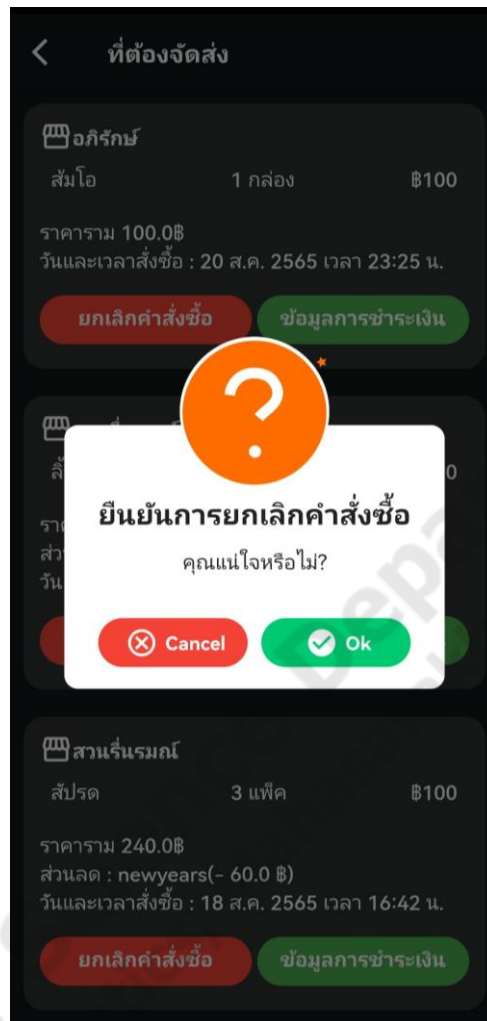 ที่ต้องจัดส่ง
อภิรักษ์
สัมโอ 1 กล่อง ฿100
ราคาราม 100.0฿
วันและเวลาสั่งซื้อ : 20 ส.ค. 2565 เวลา 23:25 น.
ยกเลิกคำสั่งซื้อ ข้อมูลการชำระเงิน
?
ยืนยันการยกเลิกคำสั่งซื้อ
คุณแน่ใจหรือไม่?
Cancel Ok
สวนรื่นรมณ์
สัปรด 3 แพ็ค ฿100
ราคาราม 240.0฿
ส่วนลด : newyears(- 60.0 ฿)
วันและเวลาสั่งซื้อ : 18 ส.ค. 2565 เวลา 16:42 น.
ยกเลิกคำสั่งซื้อ ข้อมูลการชำระเงิน